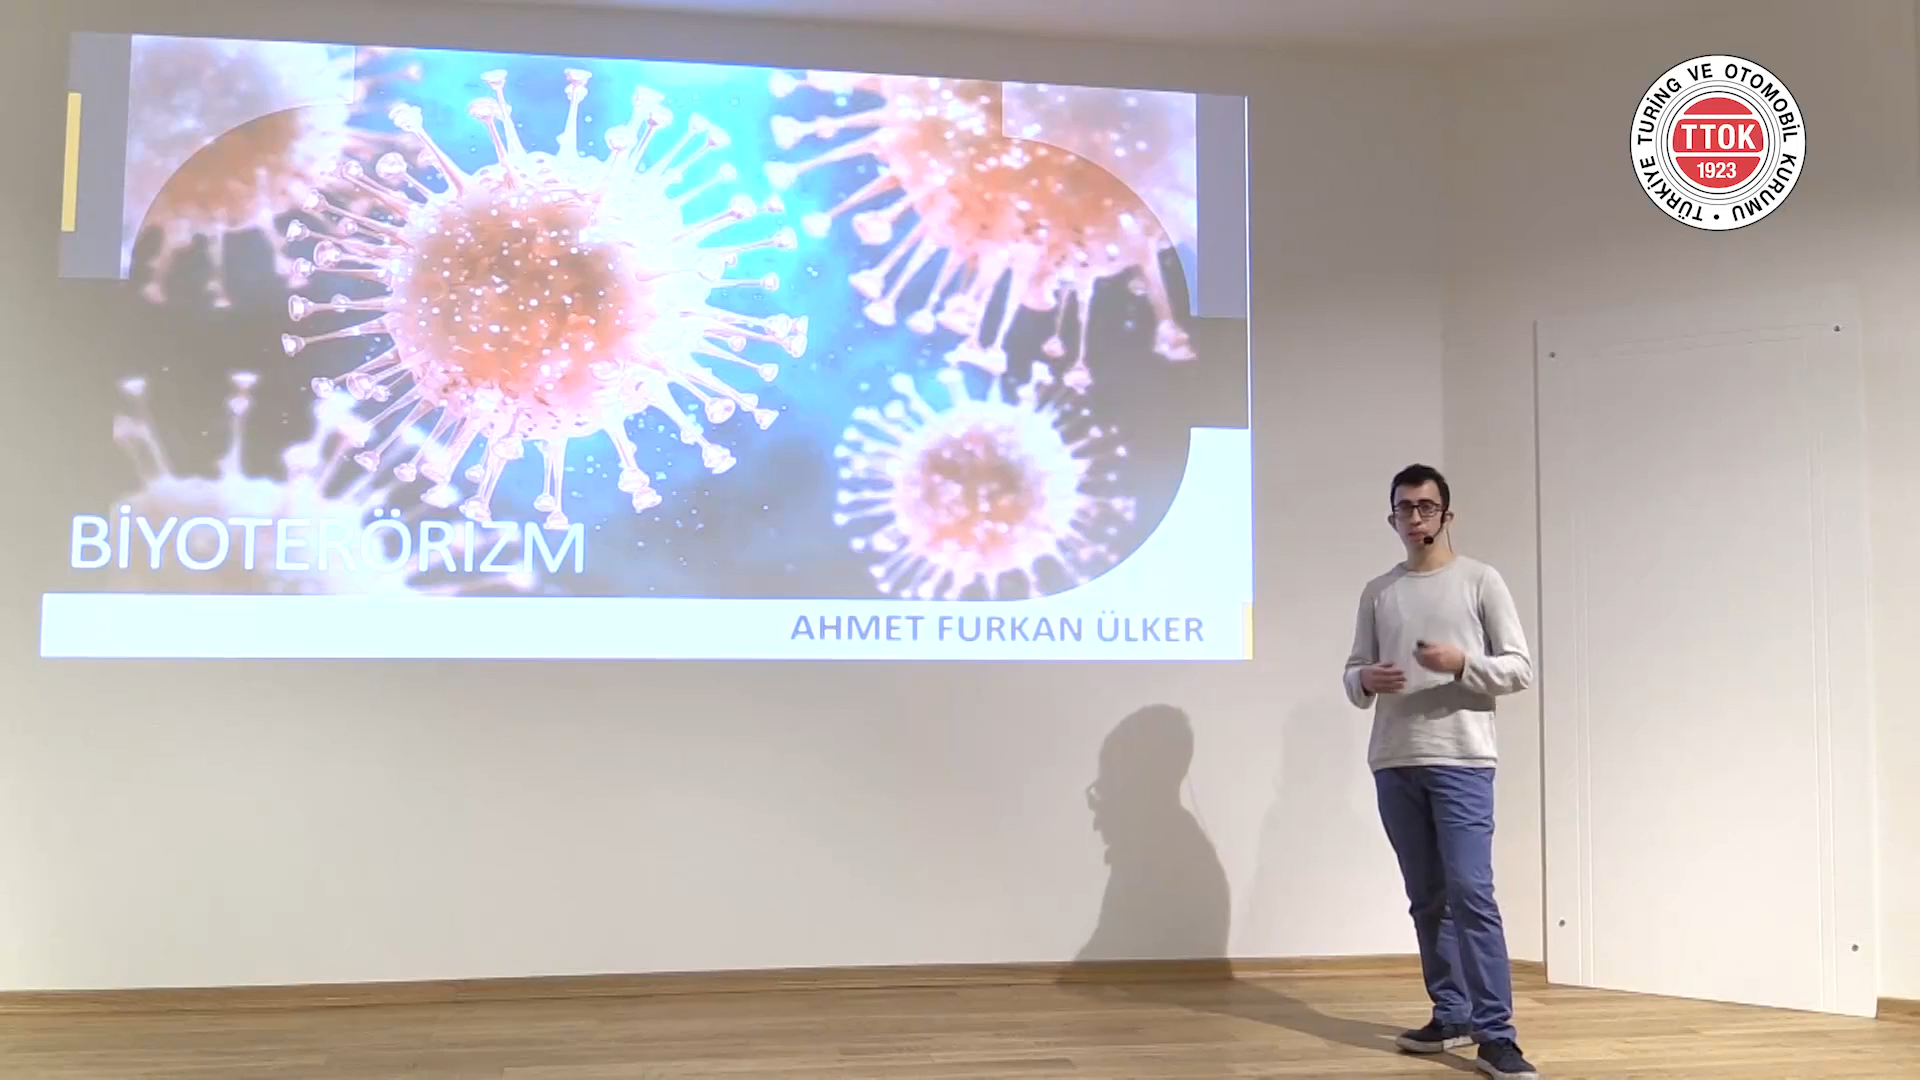 BİYOTERÖRİZM
AHMET FURKAN ÜLKER
TÜRKİYE TURİNG VE OTOMOBİL KURUMU •
TTOK
1923